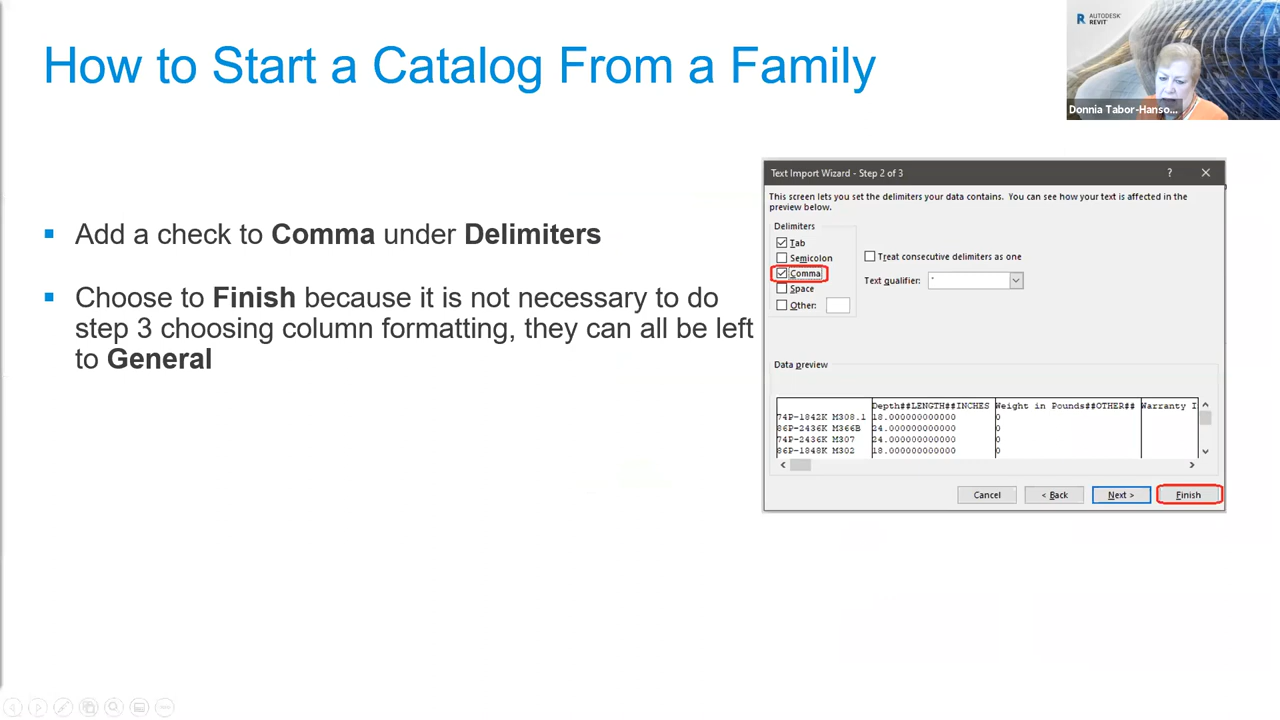 How to Start a Catalog From a Family
AUTODESK
REVIT
Donnia Tabor-Hanso...
Add a check to Comma under Delimiters
Choose to Finish because it is not necessary to do
step 3 choosing column formatting, they can all be left
to General
Text Import Wizard - Step 2 of 3
This screen lets you set the delimiters your data contains. You can see how your text is affected in the
preview below.
Delimiters
Tab
Semicolon
Comma
Space
Other:
Treat consecutive delimiters as one
Text qualifier: "
Data preview
Depth##LENGTH##INCHES Weight in Pounds##OTHER## Warranty I
74P-1842K M308.1 18.000000000000 0
86P-2436K M366B 24.000000000000 0
74P-2436K M307 24.000000000000 0
86P-1848K M302 18.000000000000 0
Cancel < Back Next > Finish